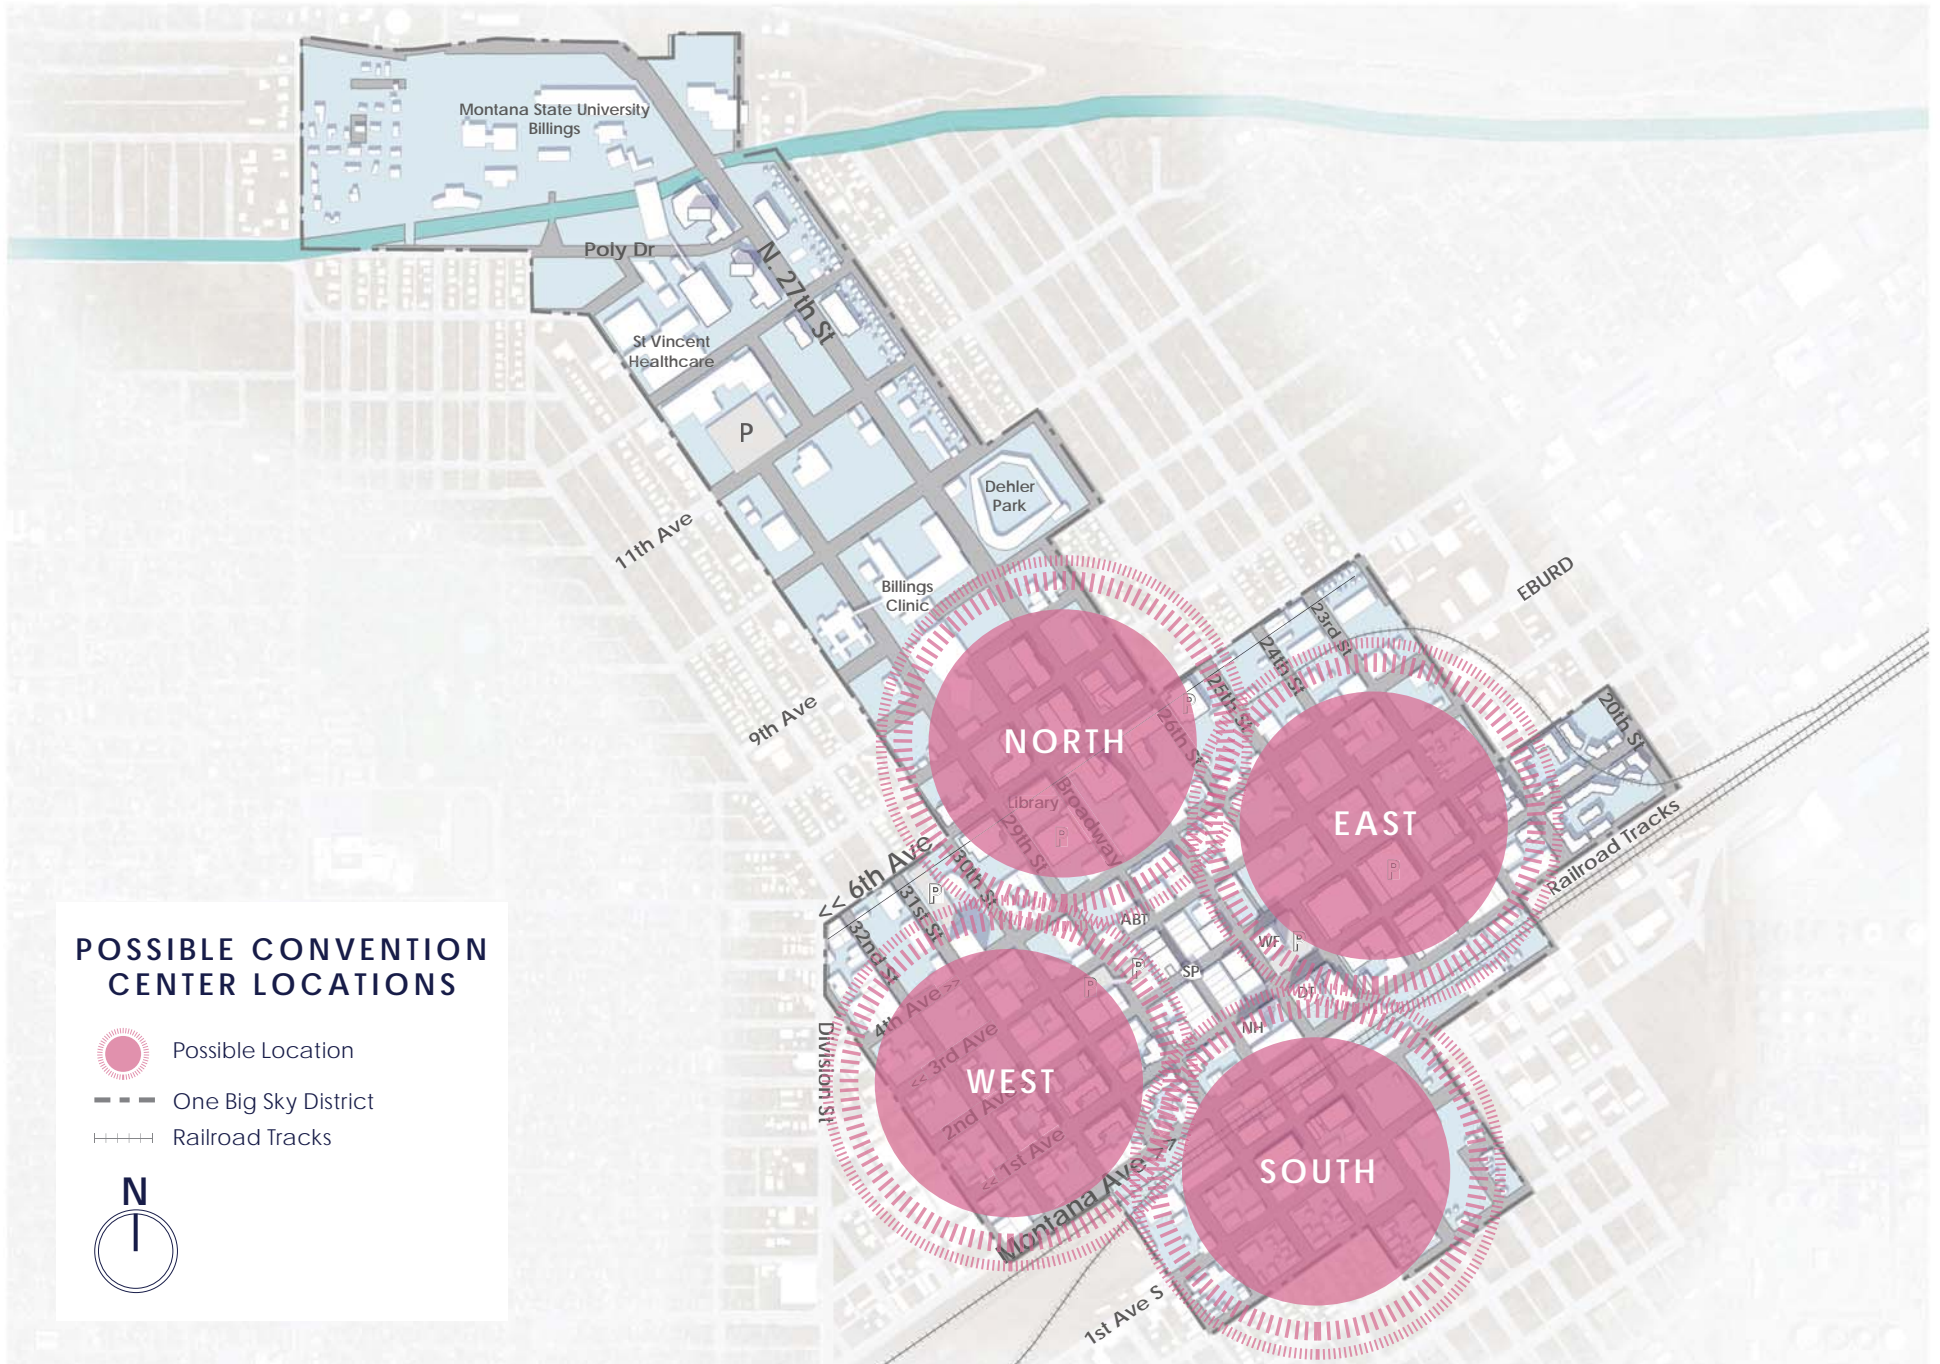 Montana State University
Billings
Poly Dr
N. 27th St
St Vincent
Healthcare
P
Dehler
Park
11th Ave
Billings
Clinic
EBURD
23rd St
24th St
25th St
20th St
P
26th St
9th Ave
NORTH
EAST
Library
Broadway
29th St
P
P
Railroad Tracks
<< 6th Ave
30th St
P
31st St
32nd St
ABT
WF
P
P
SP
P
DT
NH
4th Ave >>
<< 3rd Ave
Division St
WEST
2nd Ave
<< 1st Ave
Montana Ave >>
SOUTH
1st Ave S
POSSIBLE CONVENTION
CENTER LOCATIONS
Possible Location
One Big Sky District
Railroad Tracks
N